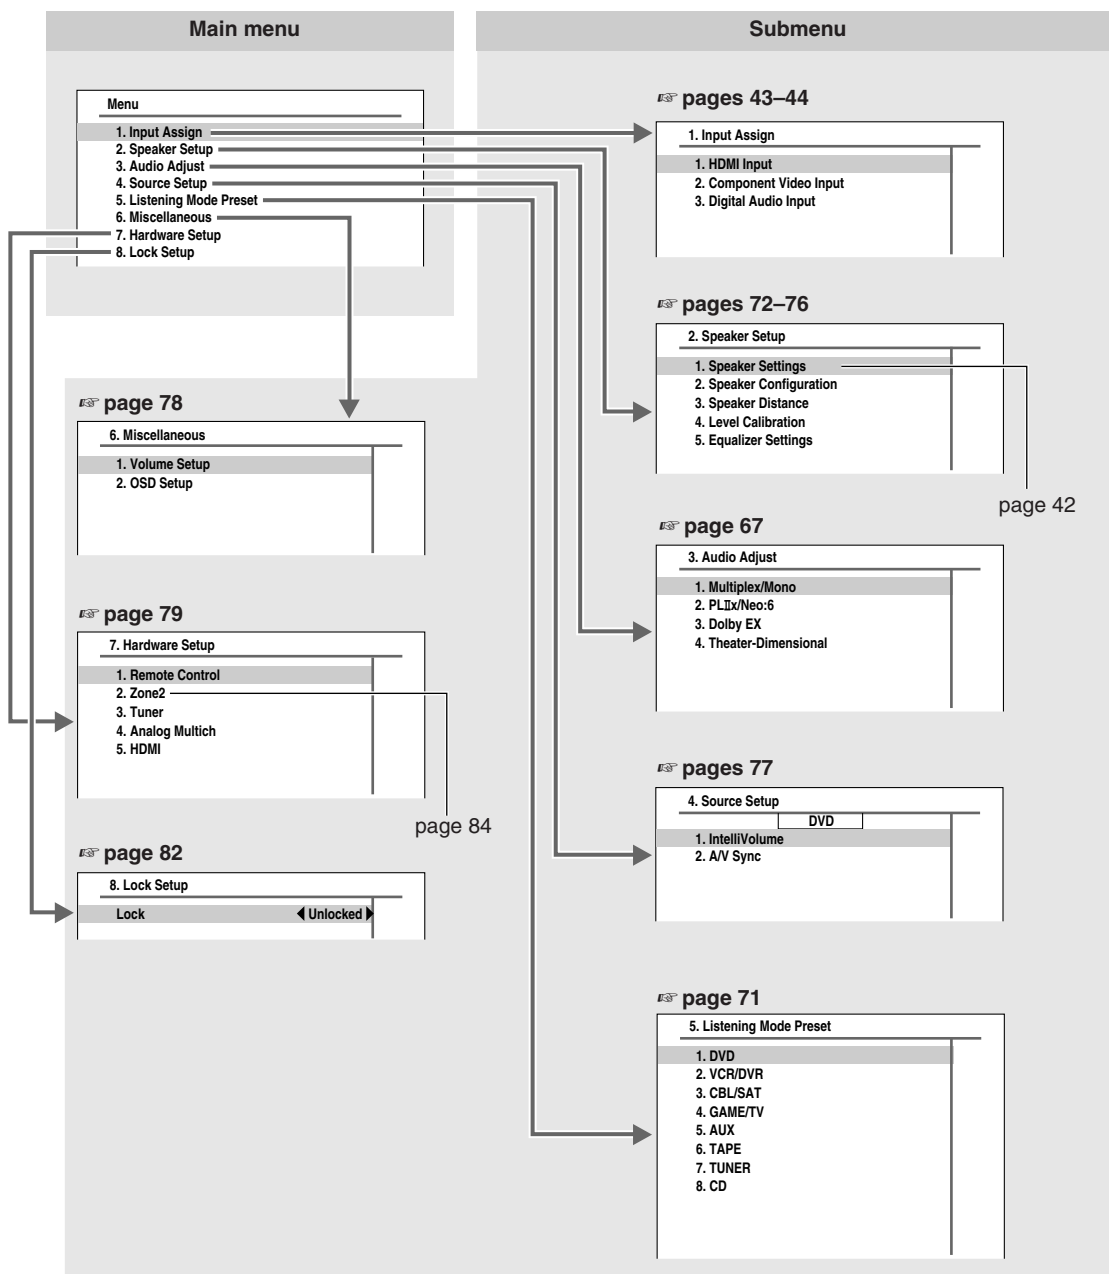 Main menu
Submenu
Menu
1. Input Assign
2. Speaker Setup
3. Audio Adjust
4. Source Setup
5. Listening Mode Preset
6. Miscellaneous
7. Hardware Setup
8. Lock Setup
☞ pages 43–44
1. Input Assign
1. HDMI Input
2. Component Video Input
3. Digital Audio Input
☞ pages 72–76
2. Speaker Setup
1. Speaker Settings
2. Speaker Configuration
3. Speaker Distance
4. Level Calibration
5. Equalizer Settings
page 42
☞ page 78
6. Miscellaneous
1. Volume Setup
2. OSD Setup
☞ page 67
3. Audio Adjust
1. Multiplex/Mono
2. PLⅡx/Neo:6
3. Dolby EX
4. Theater-Dimensional
☞ page 79
7. Hardware Setup
1. Remote Control
2. Zone2
3. Tuner
4. Analog Multich
5. HDMI
page 84
☞ pages 77
4. Source Setup
DVD
1. IntelliVolume
2. A/V Sync
☞ page 82
8. Lock Setup
Lock ◀ Unlocked ▶
☞ page 71
5. Listening Mode Preset
1. DVD
2. VCR/DVR
3. CBL/SAT
4. GAME/TV
5. AUX
6. TAPE
7. TUNER
8. CD